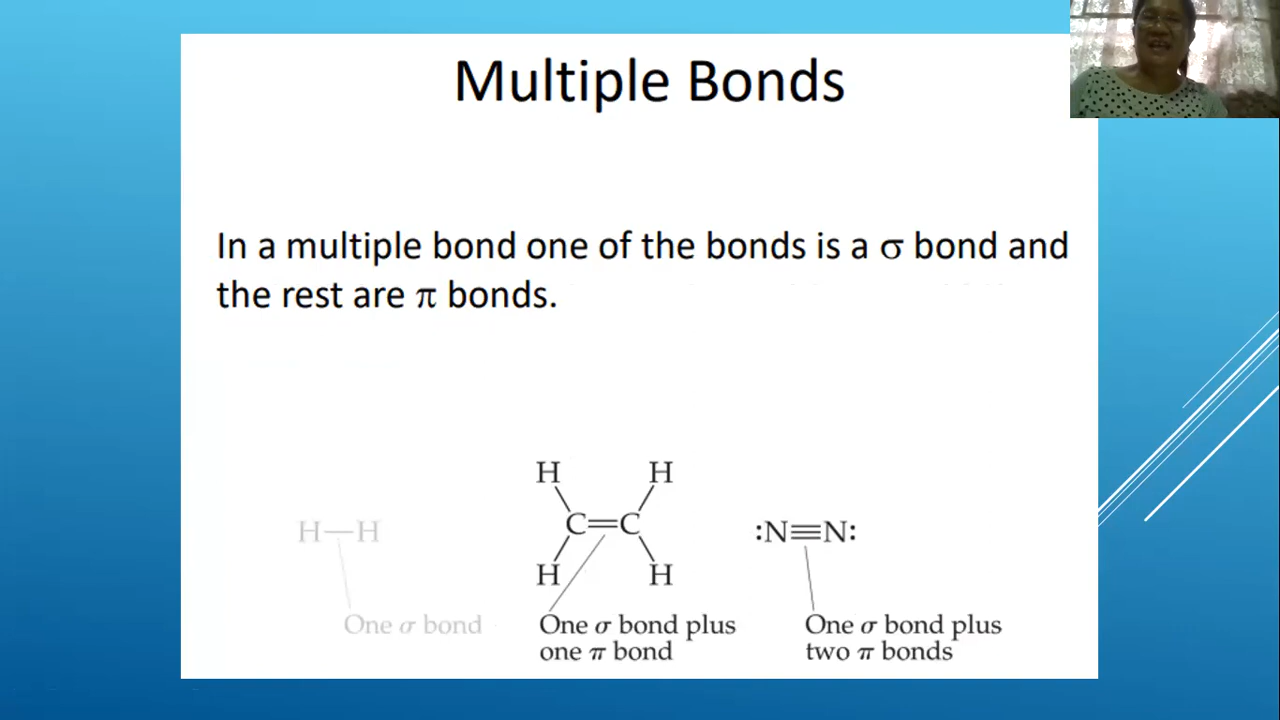 Multiple Bonds
In a multiple bond one of the bonds is a σ bond and
the rest are π bonds.
H H
H—H C=C :N≡N:
H H
One σ bond
One σ bond plus
one π bond
One σ bond plus
two π bonds